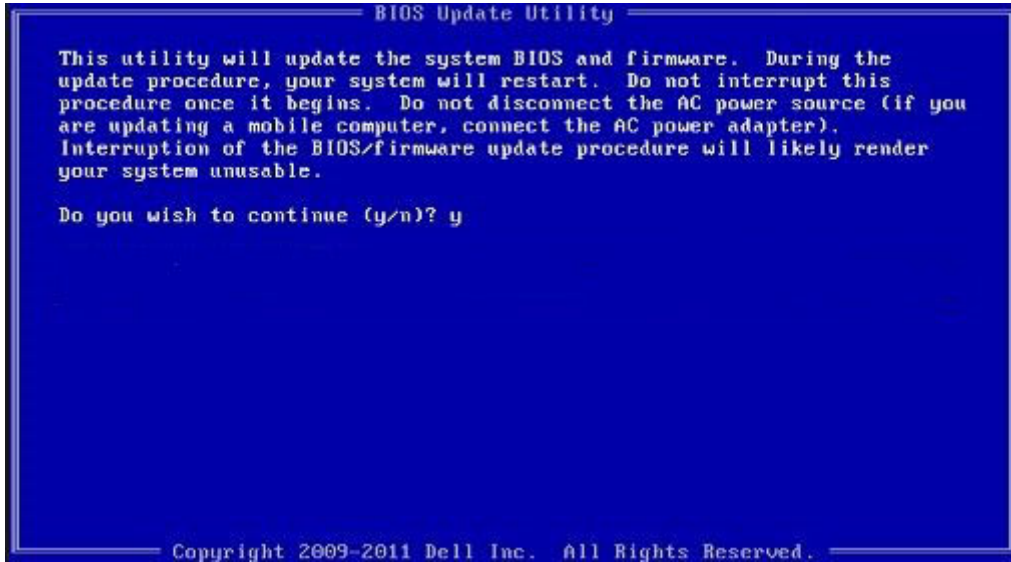 BIOS Update Utility
This utility will update the system BIOS and firmware. During the
update procedure, your system will restart. Do not interrupt this
procedure once it begins. Do not disconnect the AC power source (if you
are updating a mobile computer, connect the AC power adapter).
Interruption of the BIOS/firmware update procedure will likely render
your system unusable.
Do you wish to continue (y/n)? y
Copyright 2009-2011 Dell Inc. All Rights Reserved.